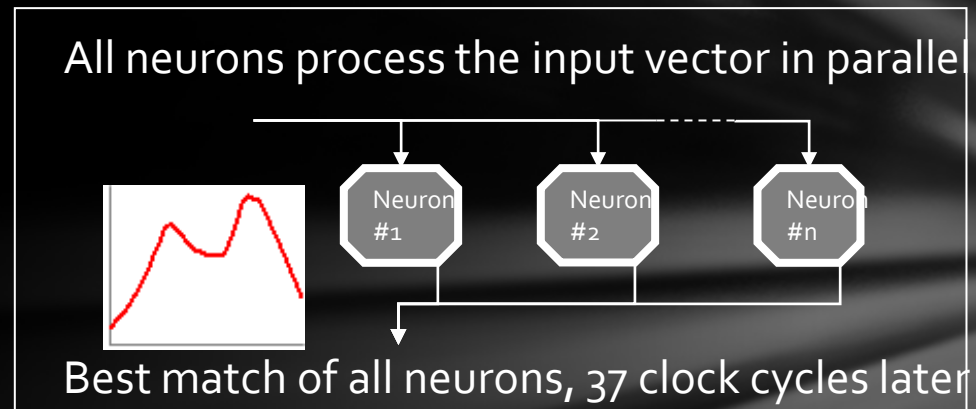 All neurons process the input vector in parallel
Neuron
#1
Neuron
#2
Neuron
#n
Best match of all neurons, 37 clock cycles later